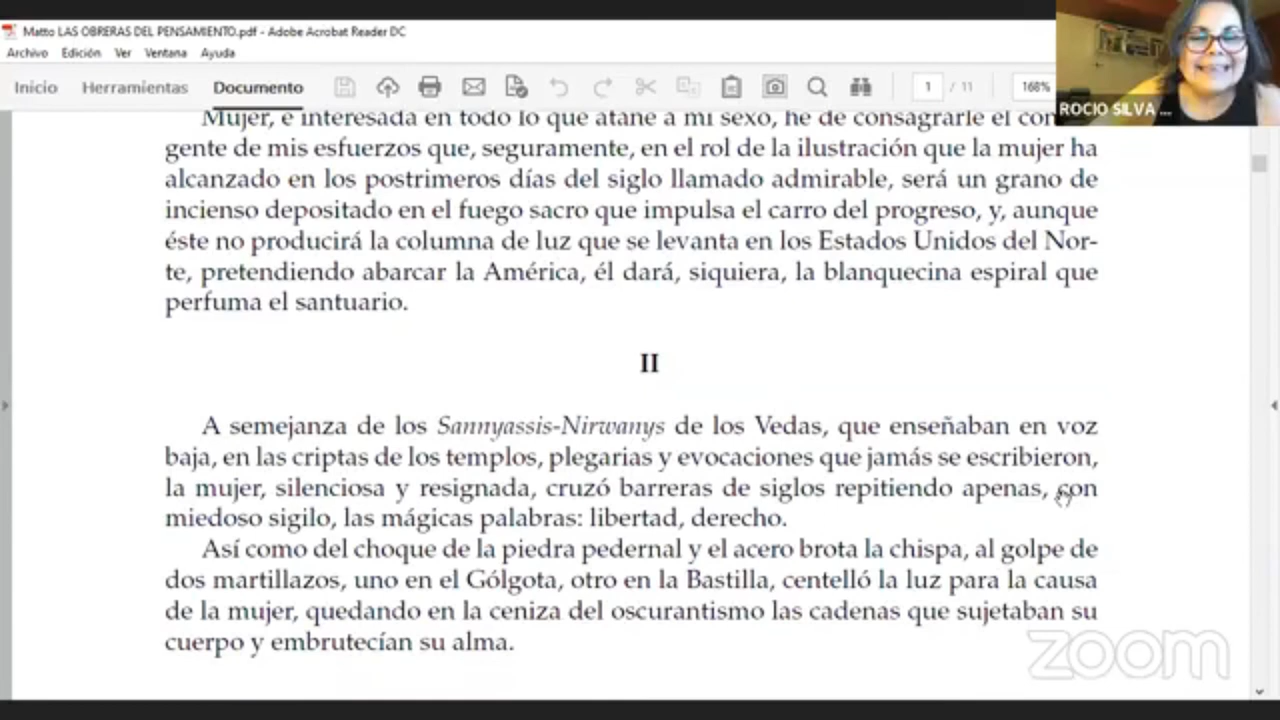 Matto LAS OBRERAS DEL PENSAMIENTO.pdf - Adobe Acrobat Reader DC
Archivo Edición Ver Ventana Ayuda
Inicio Herramientas Documento 1 / 11 168%
ROCIO SILVA ...
Mujer, e interesada en todo lo que atañe a mi sexo, he de consagrarle el
gente de mis esfuerzos que, seguramente, en el rol de la ilustración que la mujer ha
alcanzado en los postrimeros días del siglo llamado admirable, será un grano de
incienso depositado en el fuego sacro que impulsa el carro del progreso, y, aunque
éste no producirá la columna de luz que se levanta en los Estados Unidos del Nor-
te, pretendiendo abarcar la América, él dará, siquiera, la blanquecina espiral que
perfuma el santuario.
II
A semejanza de los Sannyassis-Nirwanys de los Vedas, que enseñaban en voz
baja, en las criptas de los templos, plegarias y evocaciones que jamás se escribieron,
la mujer, silenciosa y resignada, cruzó barreras de siglos repitiendo apenas, con
miedoso sigilo, las mágicas palabras: libertad, derecho.
Así como del choque de la piedra pedernal y el acero brota la chispa, al golpe de
dos martillazos, uno en el Gólgota, otro en la Bastilla, centelló la luz para la causa
de la mujer, quedando en la ceniza del oscurantismo las cadenas que sujetaban su
cuerpo y embrutecían su alma.
zoom